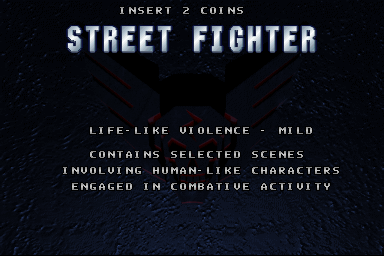 INSERT 2 COINS
STREET FIGHTER
LIFE-LIKE VIOLENCE - MILD
CONTAINS SELECTED SCENES
INVOLVING HUMAN-LIKE CHARACTERS
ENGAGED IN COMBATIVE ACTIVITY